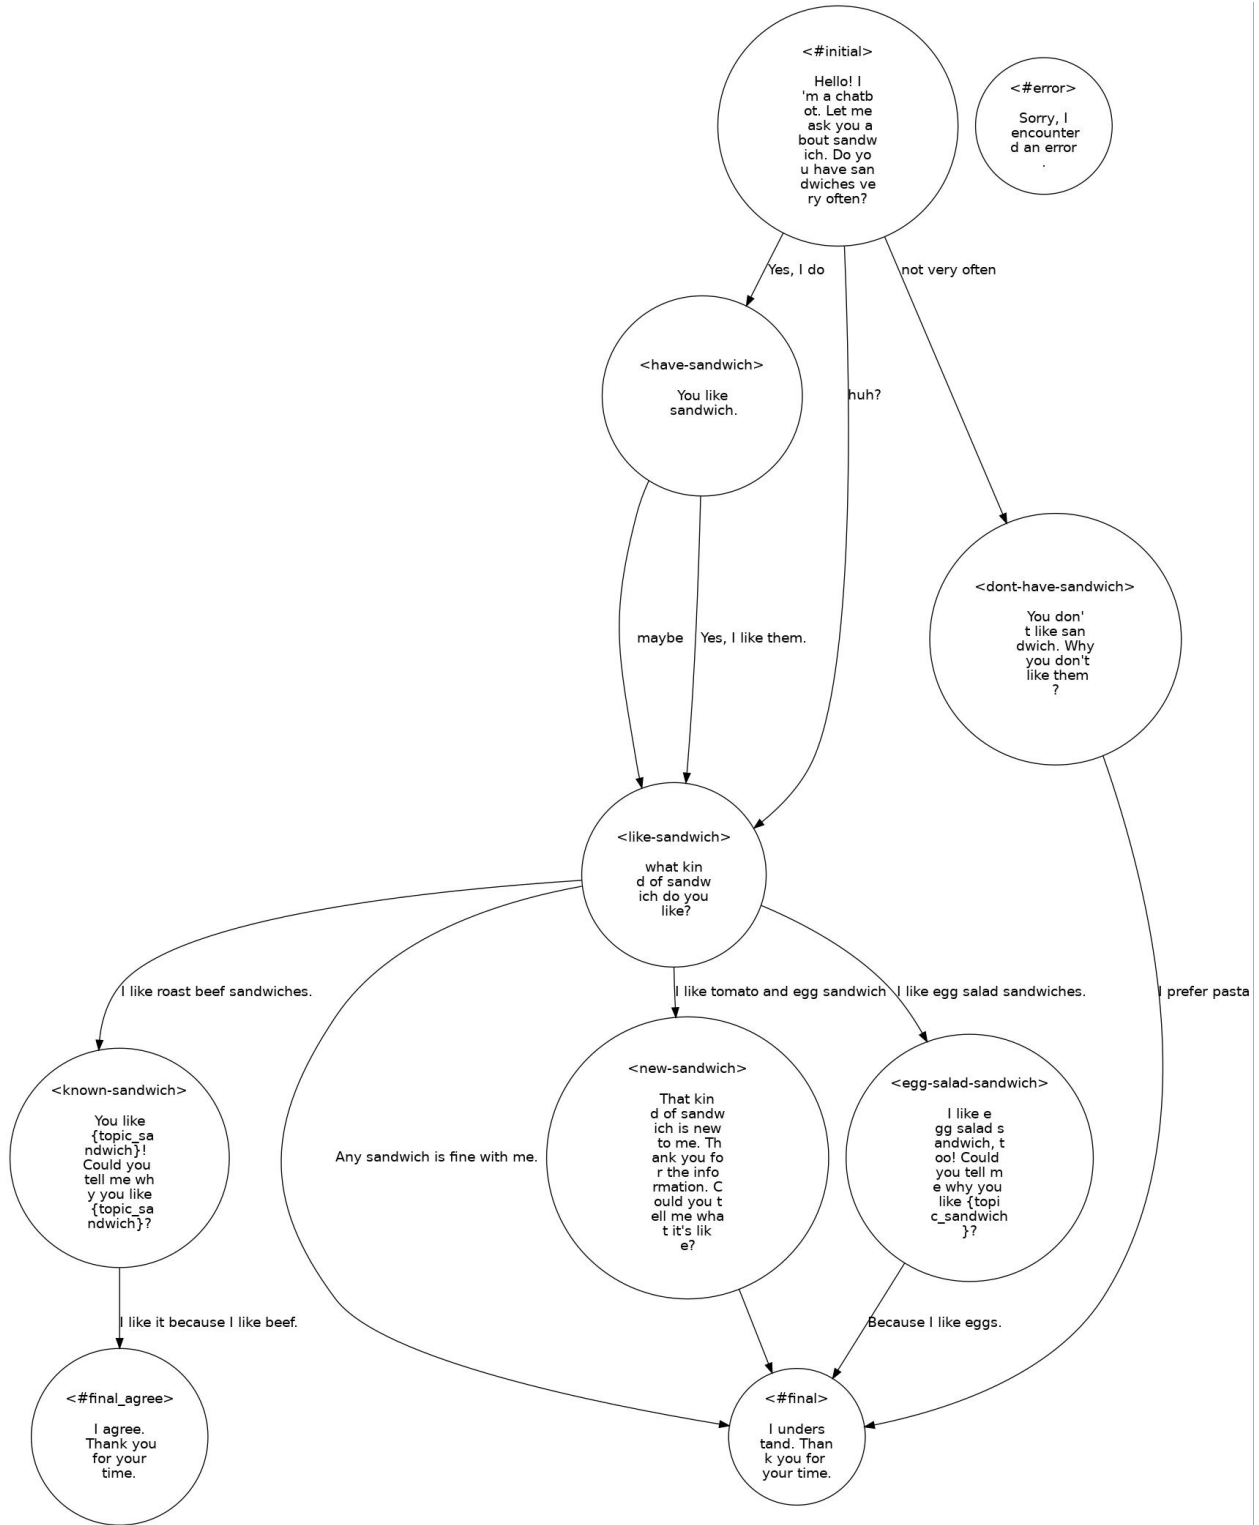 <#initial>
Hello! I
'm a chatb
ot. Let me
ask you a
bout sandw
ich. Do yo
u have san
dwiches ve
ry often?
<#error>
Sorry, I
encounter
d an error
.
Yes, I do
not very often
<have-sandwich>
You like
sandwich.
huh?
<dont-have-sandwich>
You don'
t like san
dwich. Why
you don't
like them
?
maybe
Yes, I like them.
<like-sandwich>
what kin
d of sandw
ich do you
like?
I like roast beef sandwiches.
I like tomato and egg sandwich
I like egg salad sandwiches.
I prefer pasta
<known-sandwich>
You like
{topic_sa
ndwich}!
Could you
tell me wh
y you like
{topic_sa
ndwich}?
Any sandwich is fine with me.
<new-sandwich>
That kin
d of sandw
ich is new
to me. Th
ank you fo
r the info
rmation. C
ould you t
ell me wha
t it's lik
e?
<egg-salad-sandwich>
I like e
gg salad s
andwich, t
oo! Could
you tell m
e why you
like {topi
c_sandwich
}?
I like it because I like beef.
Because I like eggs.
<#final_agree>
I agree.
Thank you
for your
time.
<#final>
I unders
tand. Than
k you for
your time.